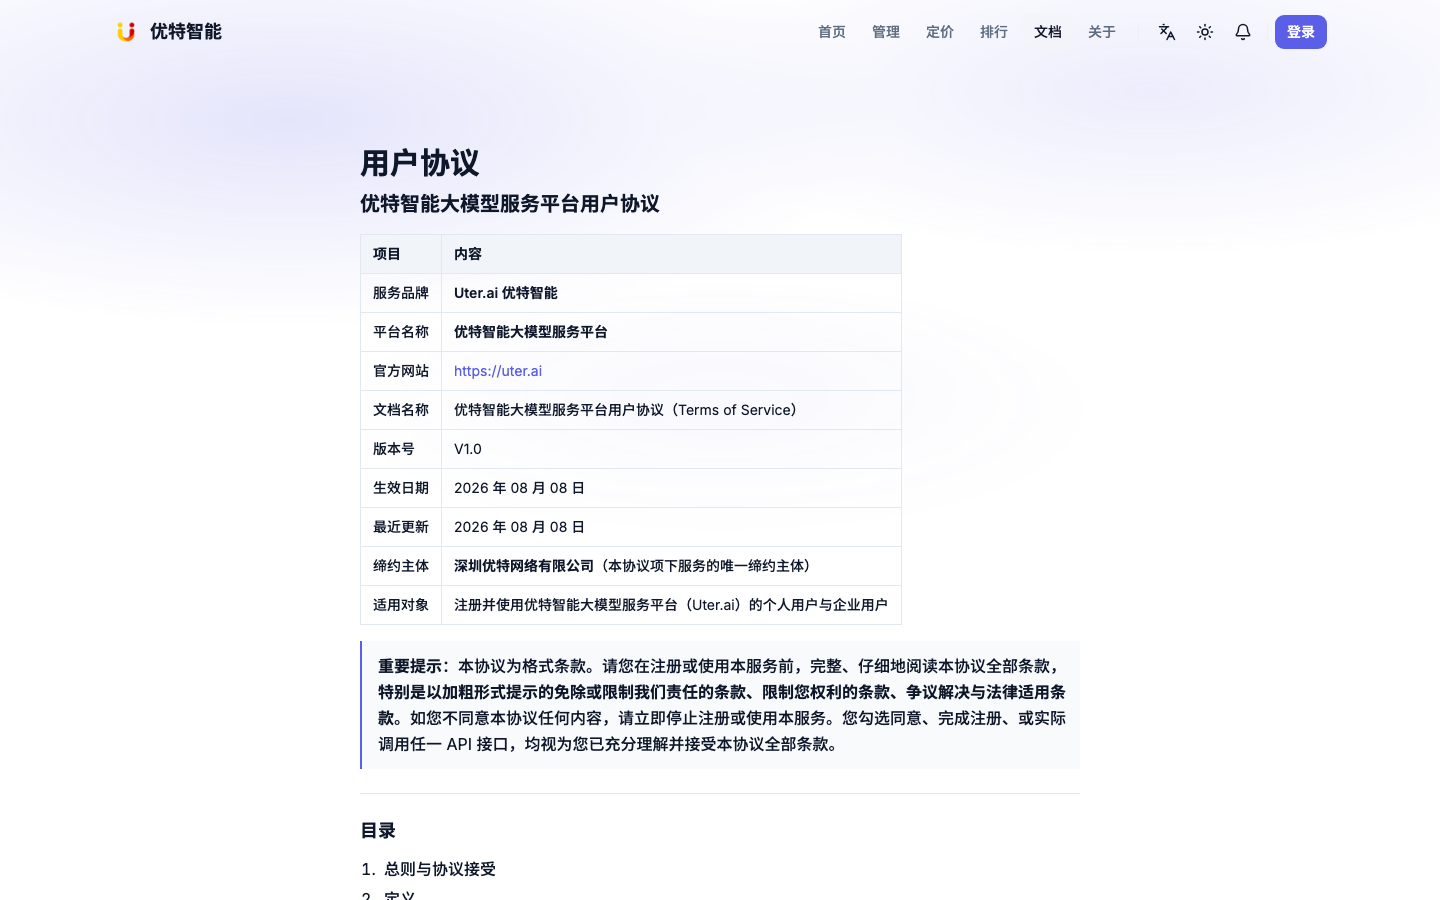 优特智能
首页 管理 定价 排行 文档 关于 登录
用户协议
优特智能大模型服务平台用户协议
项目 内容
服务品牌 Uter.ai 优特智能
平台名称 优特智能大模型服务平台
官方网站 https://uter.ai
文档名称 优特智能大模型服务平台用户协议（Terms of Service）
版本号 V1.0
生效日期 2026 年 08 月 08 日
最近更新 2026 年 08 月 08 日
缔约主体 深圳优特网络有限公司（本协议项下服务的唯一缔约主体）
适用对象 注册并使用优特智能大模型服务平台（Uter.ai）的个人用户与企业用户
重要提示：本协议为格式条款。请您在注册或使用本服务前，完整、仔细地阅读本协议全部条款，
特别是以加粗形式提示的免除或限制我们责任的条款、限制您权利的条款、争议解决与法律适用条
款。如您不同意本协议任何内容，请立即停止注册或使用本服务。您勾选同意、完成注册、或实际
调用任一 API 接口，均视为您已充分理解并接受本协议全部条款。
目录
1. 总则与协议接受
2. 定义